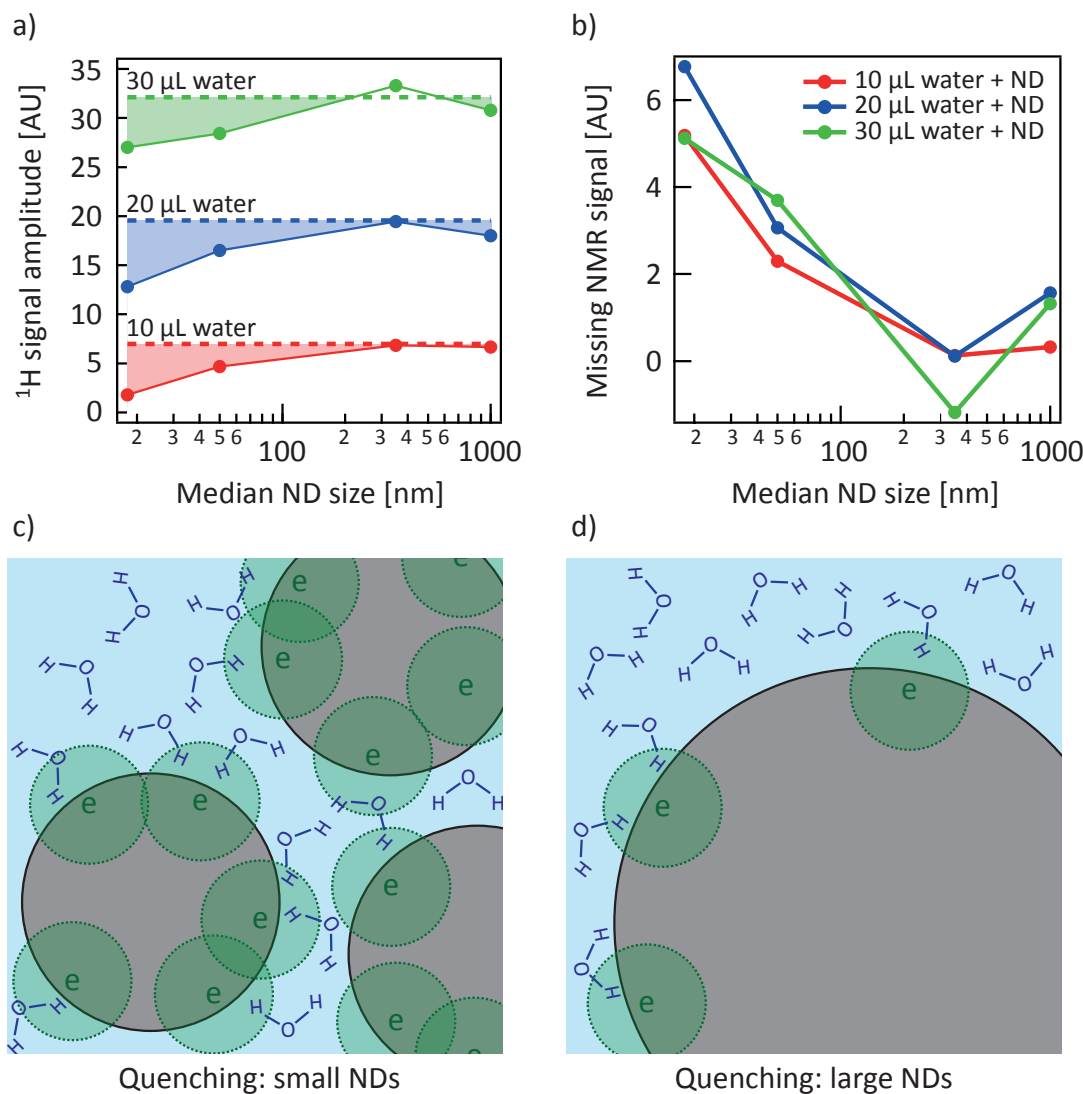 a)
35
30
25
20
15
10
5
0
¹H signal amplitude [AU]
30 µL water
20 µL water
10 µL water
2 3 4 5 6 100 2 3 4 5 6 1000
Median ND size [nm]
b)
6
4
2
0
Missing NMR signal [AU]
10 µL water + ND
20 µL water + ND
30 µL water + ND
2 3 4 5 6 100 2 3 4 5 6 1000
Median ND size [nm]
c)
H O H
H O H
H O H
H O H
H O H
H O H
H O H
H O H
H O H
H O H
H O H
H O H
H O H
e e e e e e e e e e e e e e
Quenching: small NDs
d)
H O H
H O H
H O H
H O H
H O H
H O H
H O H
H O H
H O H
H O H
e
e
e
Quenching: large NDs